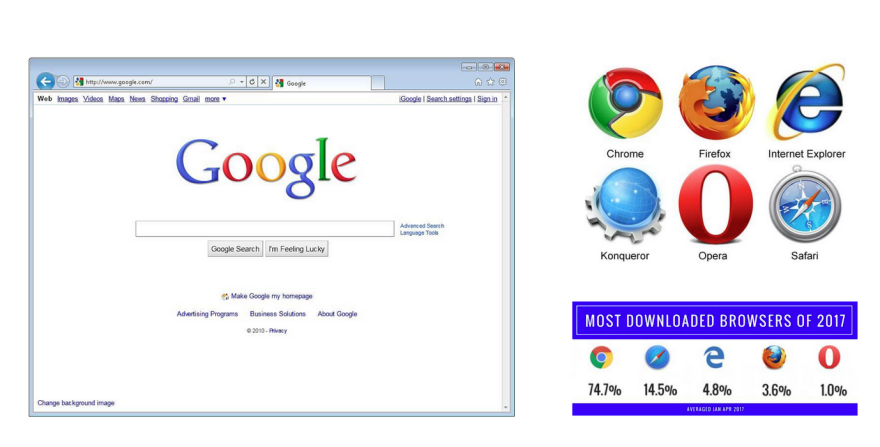 http://www.google.com/
Google
Web Images Videos Maps News Shopping Gmail more ▼
iGoogle | Search settings | Sign in
Google
Advanced Search
Language Tools
Google Search
I'm Feeling Lucky
Make Google my homepage
Advertising Programs Business Solutions About Google
© 2010 - Privacy
Change background image
Chrome Firefox Internet Explorer
Konqueror Opera Safari
MOST DOWNLOADED BROWSERS OF 2017
74.7% 14.5% 4.8% 3.6% 1.0%
AVERAGED JAN-APR 2017